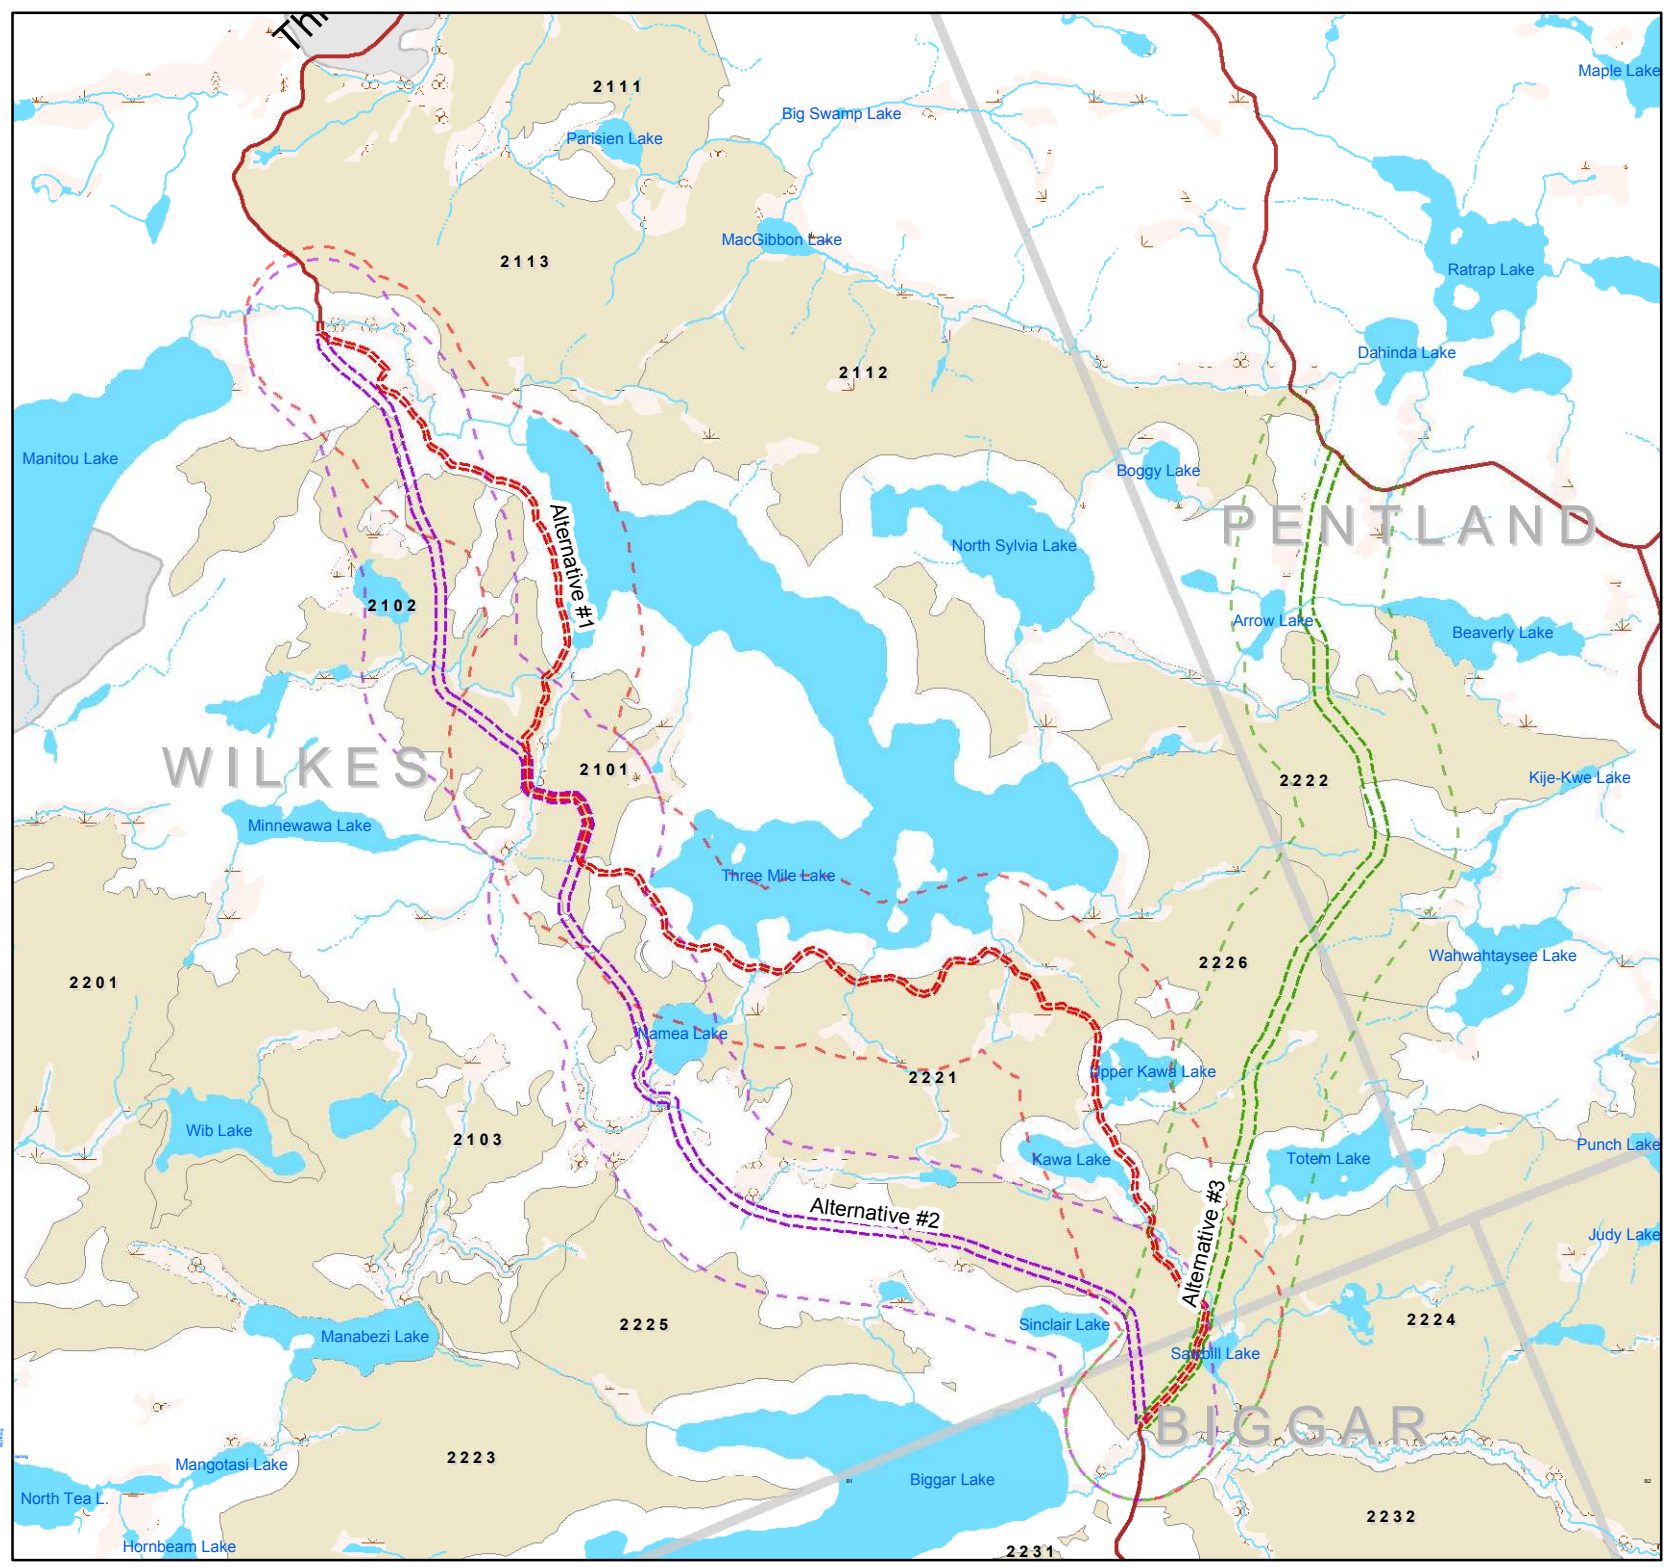 Thr
2111
Maple Lake
Big Swamp Lake
Parisien Lake
MacGibbon Lake
2113
Ratrap Lake
Dahinda Lake
2112
Manitou Lake
Boggy Lake
PENTLAND
North Sylvia Lake
Alternative #1
2102
Arrow Lake
Beaverly Lake
WILKES
2101
2222
Kije-Kwe Lake
Minnewawa Lake
Three Mile Lake
2226
Wahwahtaysee Lake
2201
Namea Lake
2221
Upper Kawa Lake
Wib Lake
2103
Kawa Lake
Totem Lake
Punch Lake
Alternative #2
Alternative #3
Judy Lake
Manabezi Lake
2225
Sinclair Lake
2224
Sawbill Lake
BIGGAR
2223
Mangotasi Lake
Biggar Lake
North Tea L.
2232
Hornbeam Lake
2231